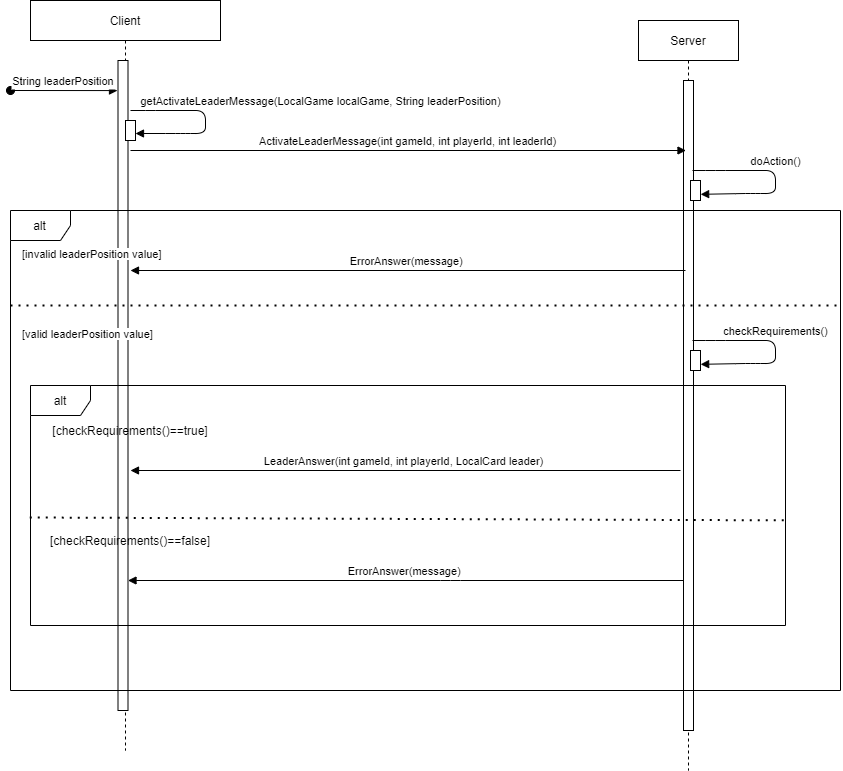 Client
Server
String leaderPosition
getActivateLeaderMessage(LocalGame localGame, String leaderPosition)
ActivateLeaderMessage(int gameId, int playerId, int leaderId)
doAction()
alt
[invalid leaderPosition value]
ErrorAnswer(message)
[valid leaderPosition value]
checkRequirements()
alt
[checkRequirements()==true]
LeaderAnswer(int gameId, int playerId, LocalCard leader)
[checkRequirements()==false]
ErrorAnswer(message)